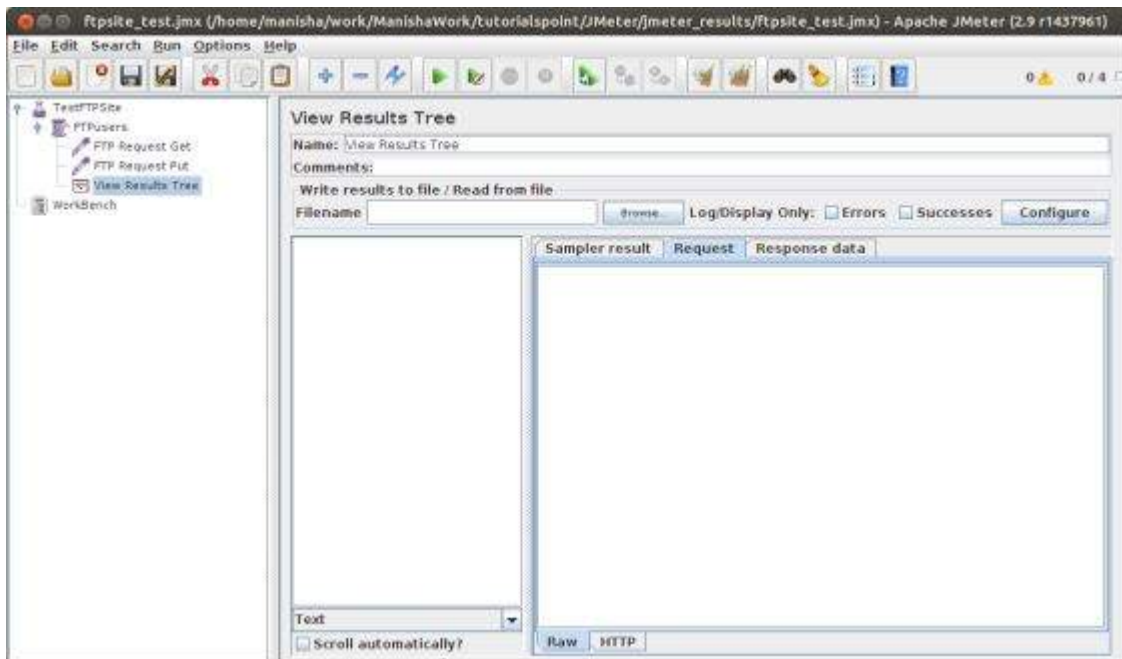 ftpsite_test.jmx (/home/manisha/work/ManishaWork/tutorialspoint/JMeter/jmeter_results/ftpsite_test.jmx) - Apache JMeter (2.9 r1437961)
File Edit Search Run Options Help
0 0 / 4
TestFTPSite
FTPusers
FTP Request Get
FTP Request Put
View Results Tree
WorkBench
View Results Tree
Name: View Results Tree
Comments:
Write results to file / Read from file
Filename Browse... Log/Display Only: Errors Successes Configure
Sampler result Request Response data
Text
Scroll automatically?
Raw HTTP